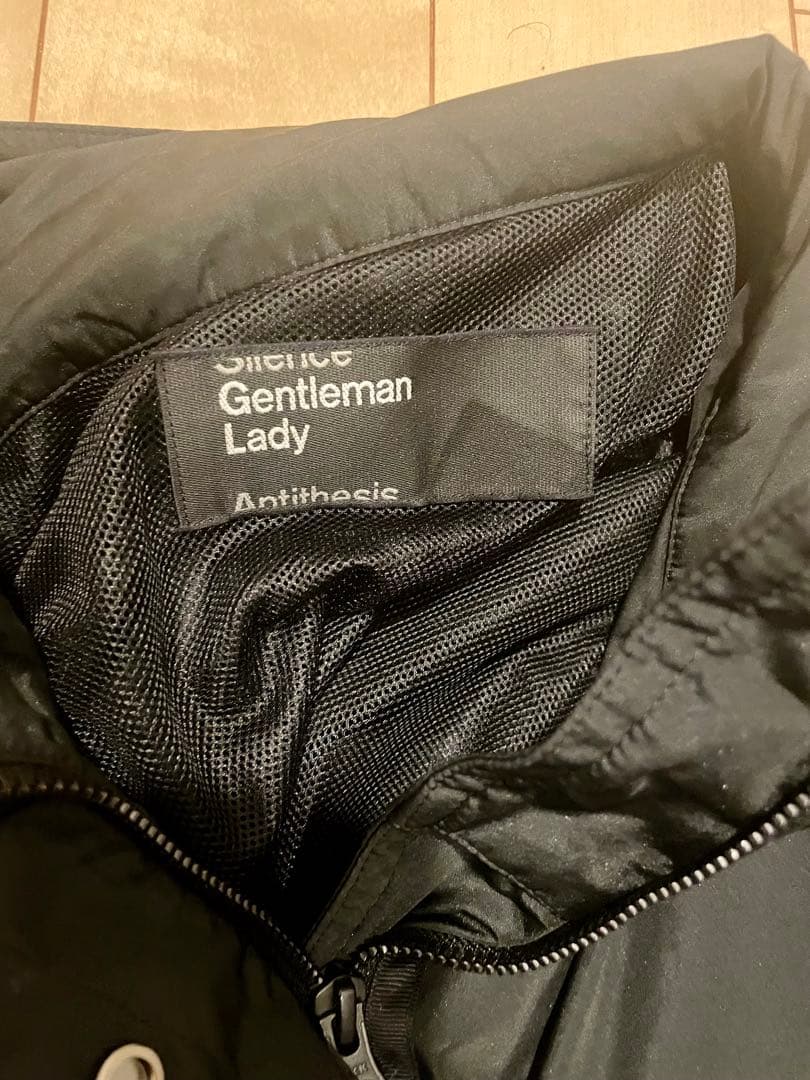 Silence
Gentleman
Lady
Antithesis